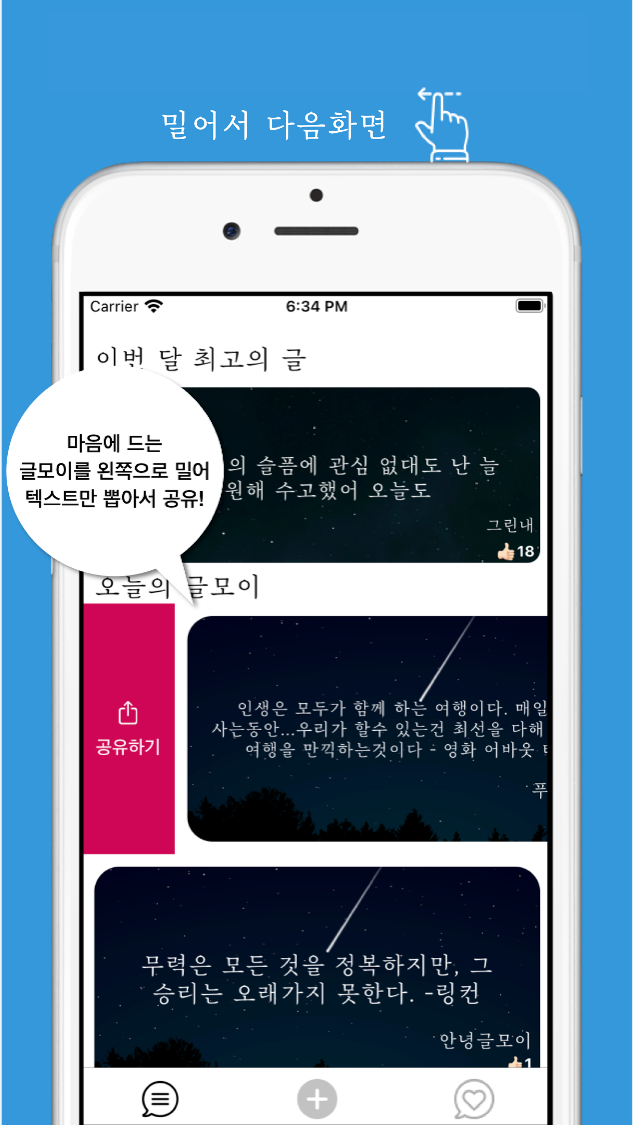 밀어서 다음화면
Carrier
6:34 PM
이번 달 최고의 글
마음에 드는
글모이를 왼쪽으로 밀어
텍스트만 뽑아서 공유!
의 슬픔에 관심 없대도 난 늘
원해 수고했어 오늘도
그린내
18
오늘의 글모이
공유하기
인생은 모두가 함께 하는 여행이다. 매일
사는동안...우리가 할수 있는건 최선을 다해
여행을 만끽하는것이다 - 영화 어바웃
푸
무력은 모든 것을 정복하지만, 그
승리는 오래가지 못한다. -링컨
안녕글모이
1